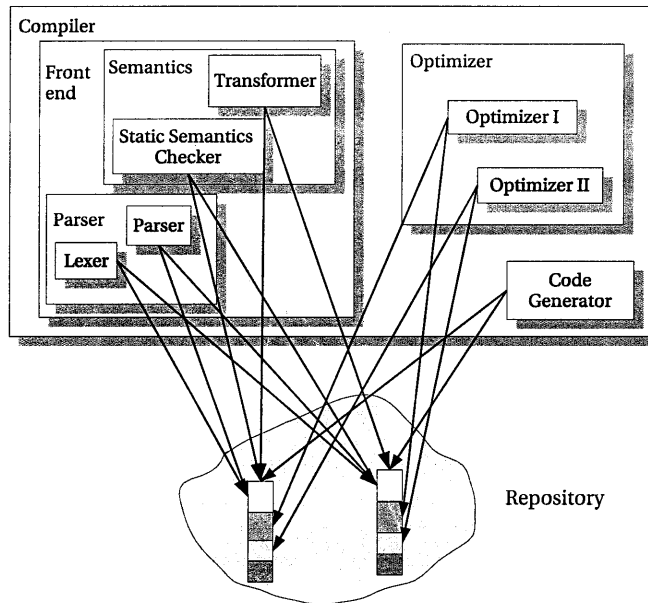 Compiler
Front
end
Semantics
Transformer
Static Semantics
Checker
Parser
Parser
Lexer
Optimizer
Optimizer I
Optimizer II
Code
Generator
Repository